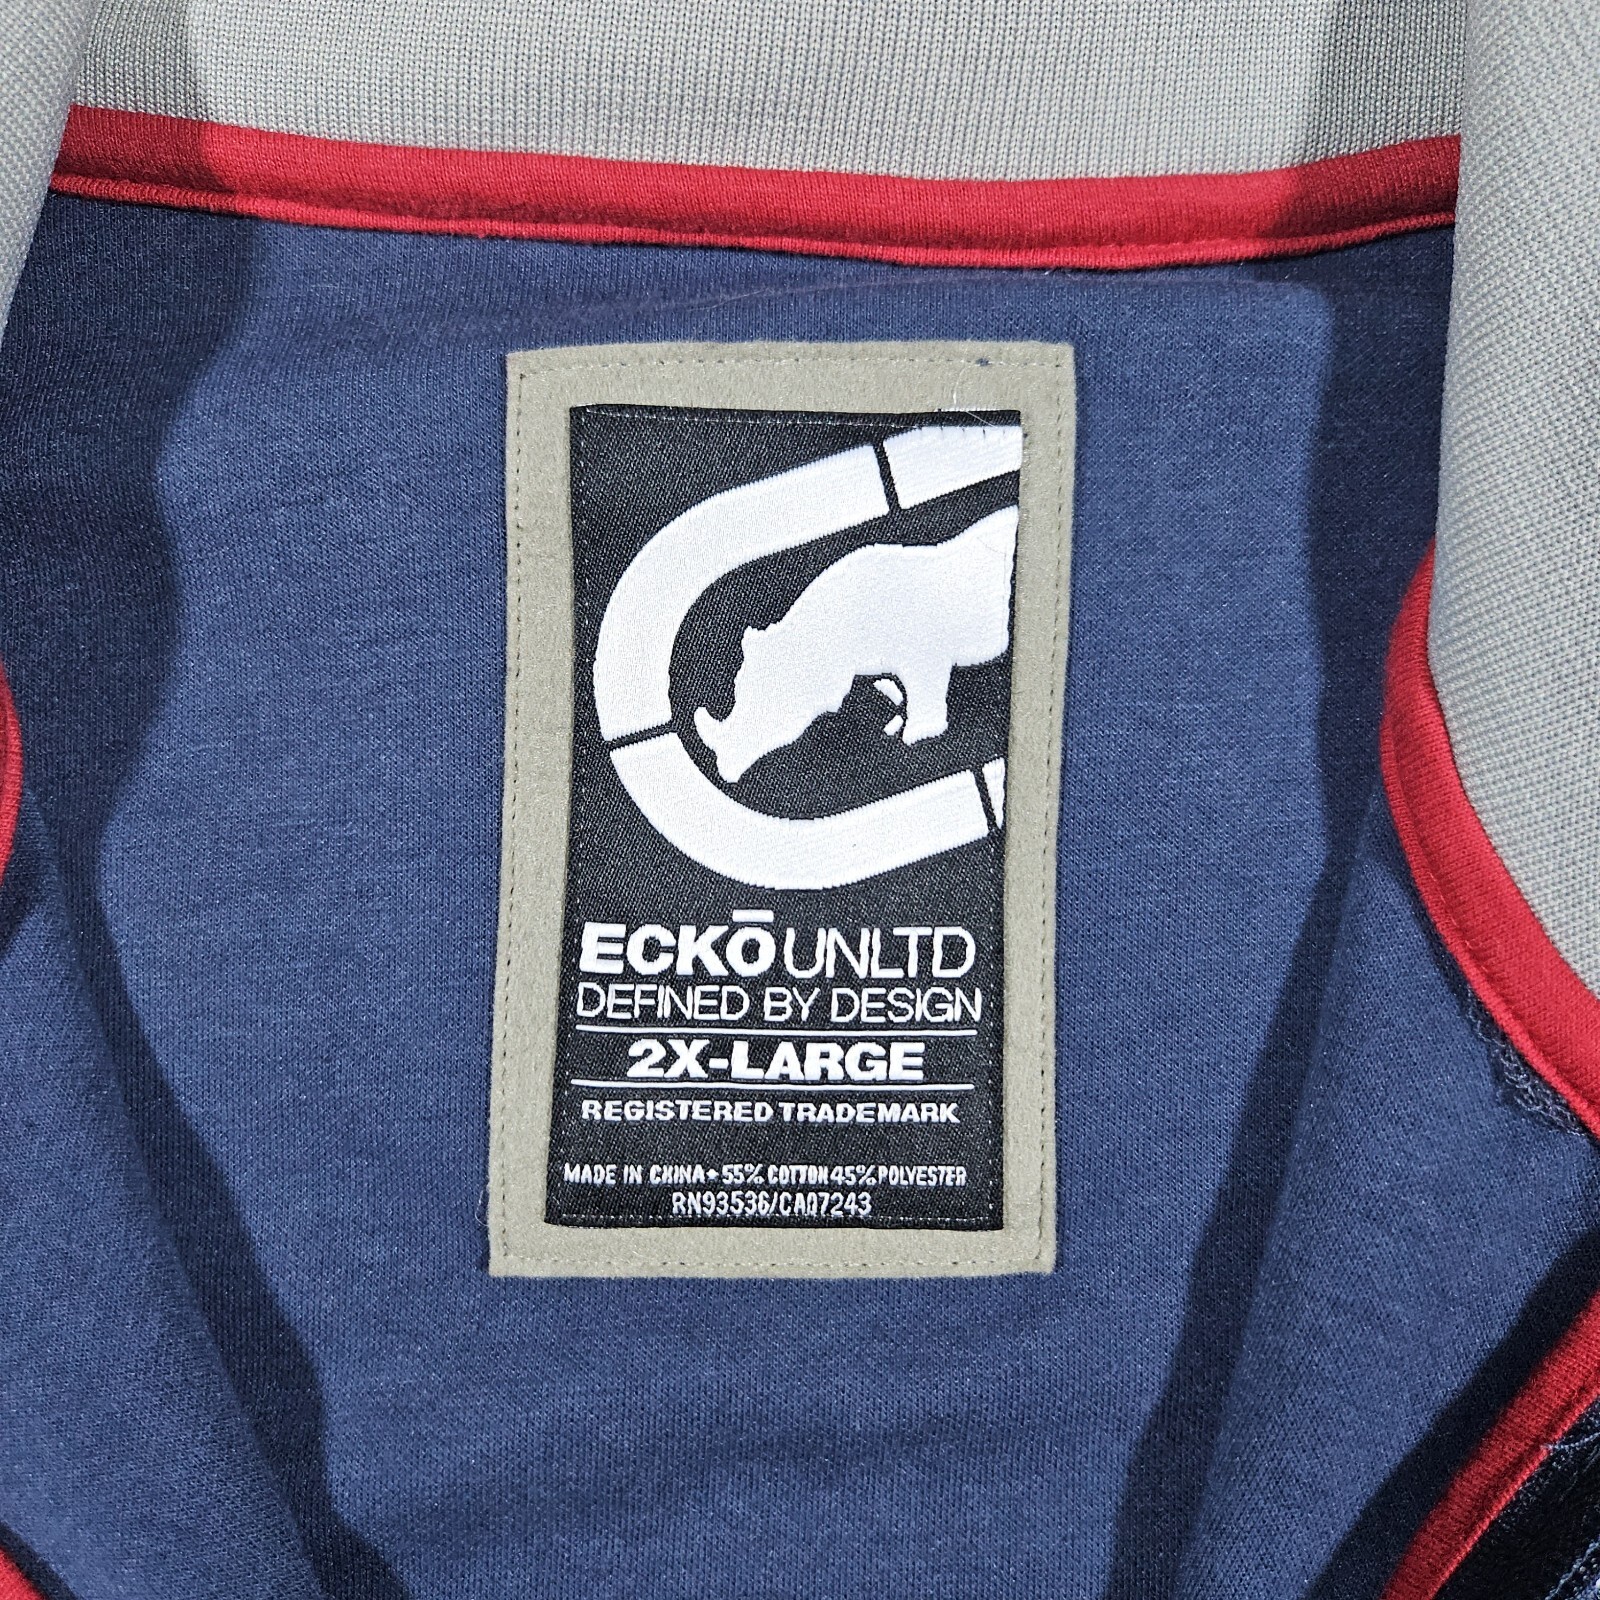 ECKŌ UNLTD
DEFINED BY DESIGN
2X-LARGE
REGISTERED TRADEMARK
MADE IN CHINA • 55% COTTON 45% POLYESTER
RN93536/CA07243